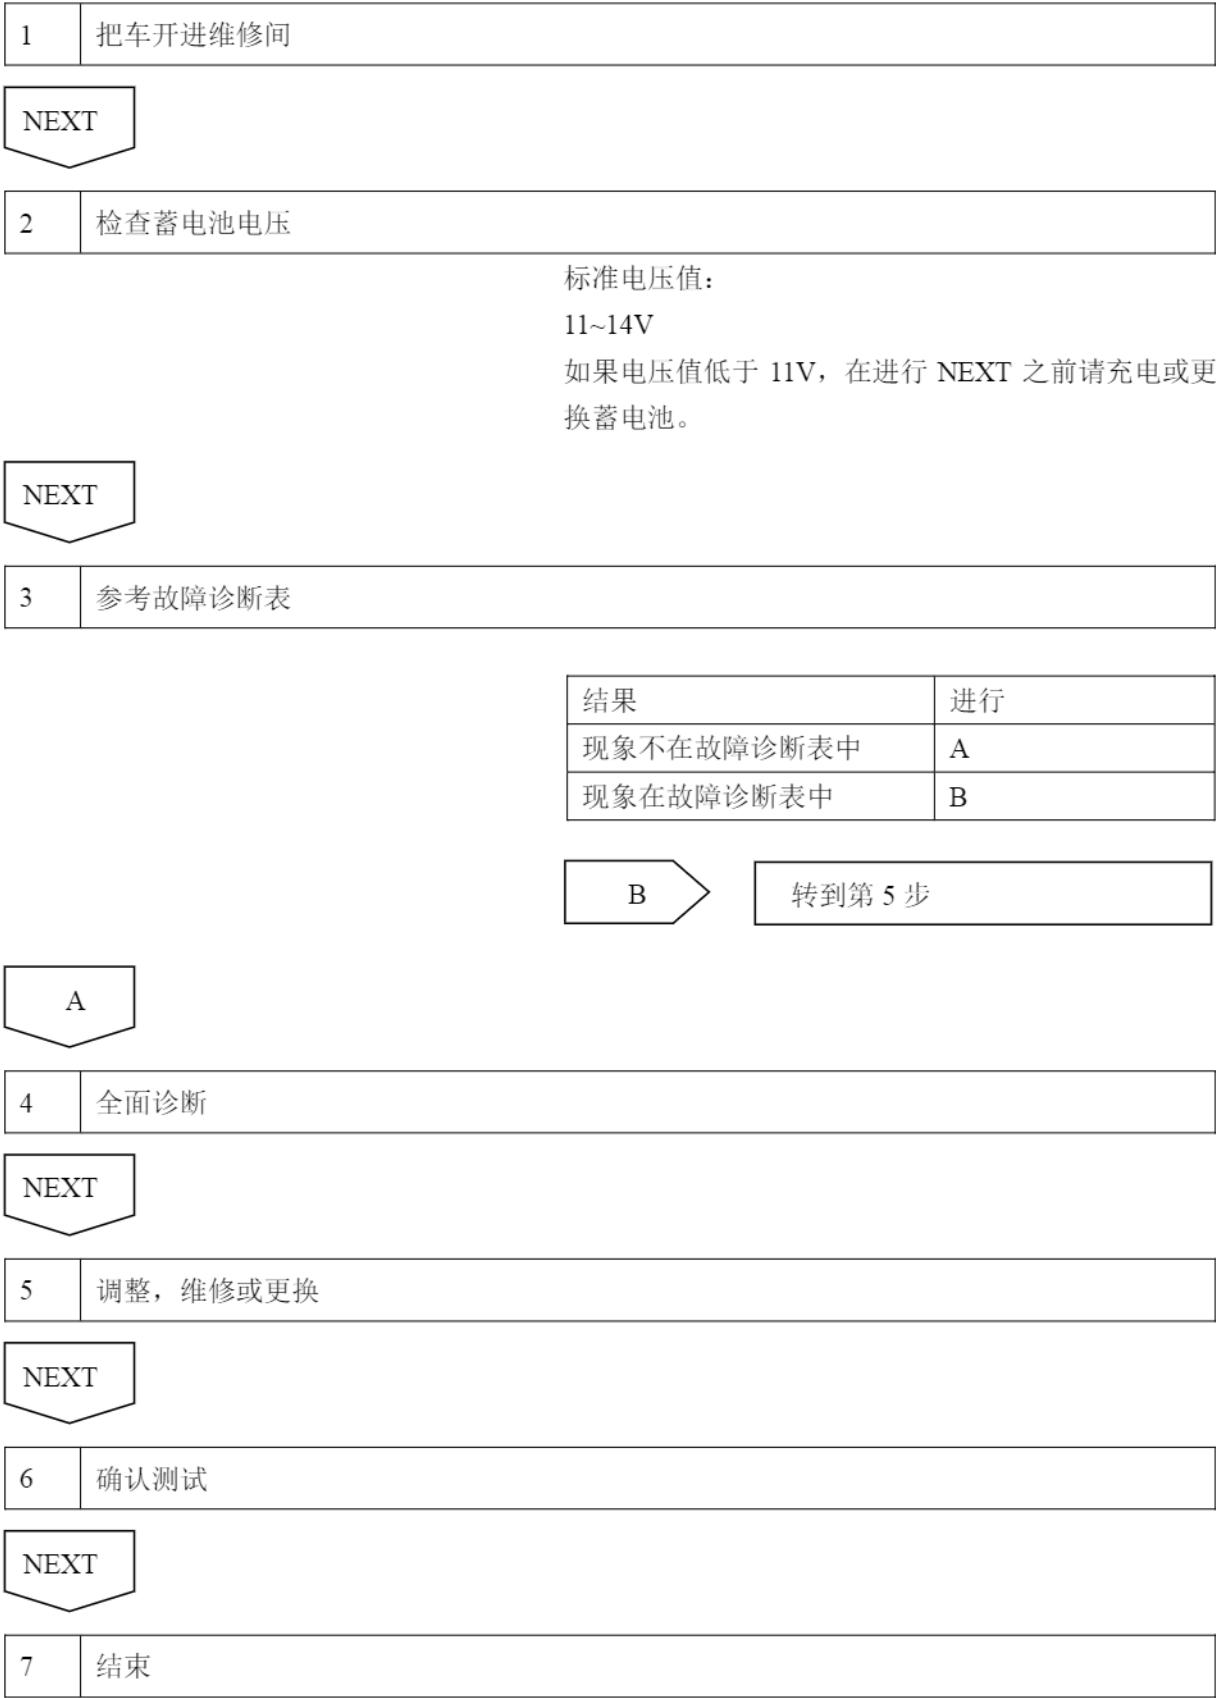 1 把车开进维修间
NEXT
2 检查蓄电池电压
标准电压值：
11~14V
如果电压值低于 11V，在进行 NEXT 之前请充电或更
换蓄电池。
NEXT
3 参考故障诊断表
结果 进行
现象不在故障诊断表中 A
现象在故障诊断表中 B
B 转到第 5 步
A
4 全面诊断
NEXT
5 调整，维修或更换
NEXT
6 确认测试
NEXT
7 结束